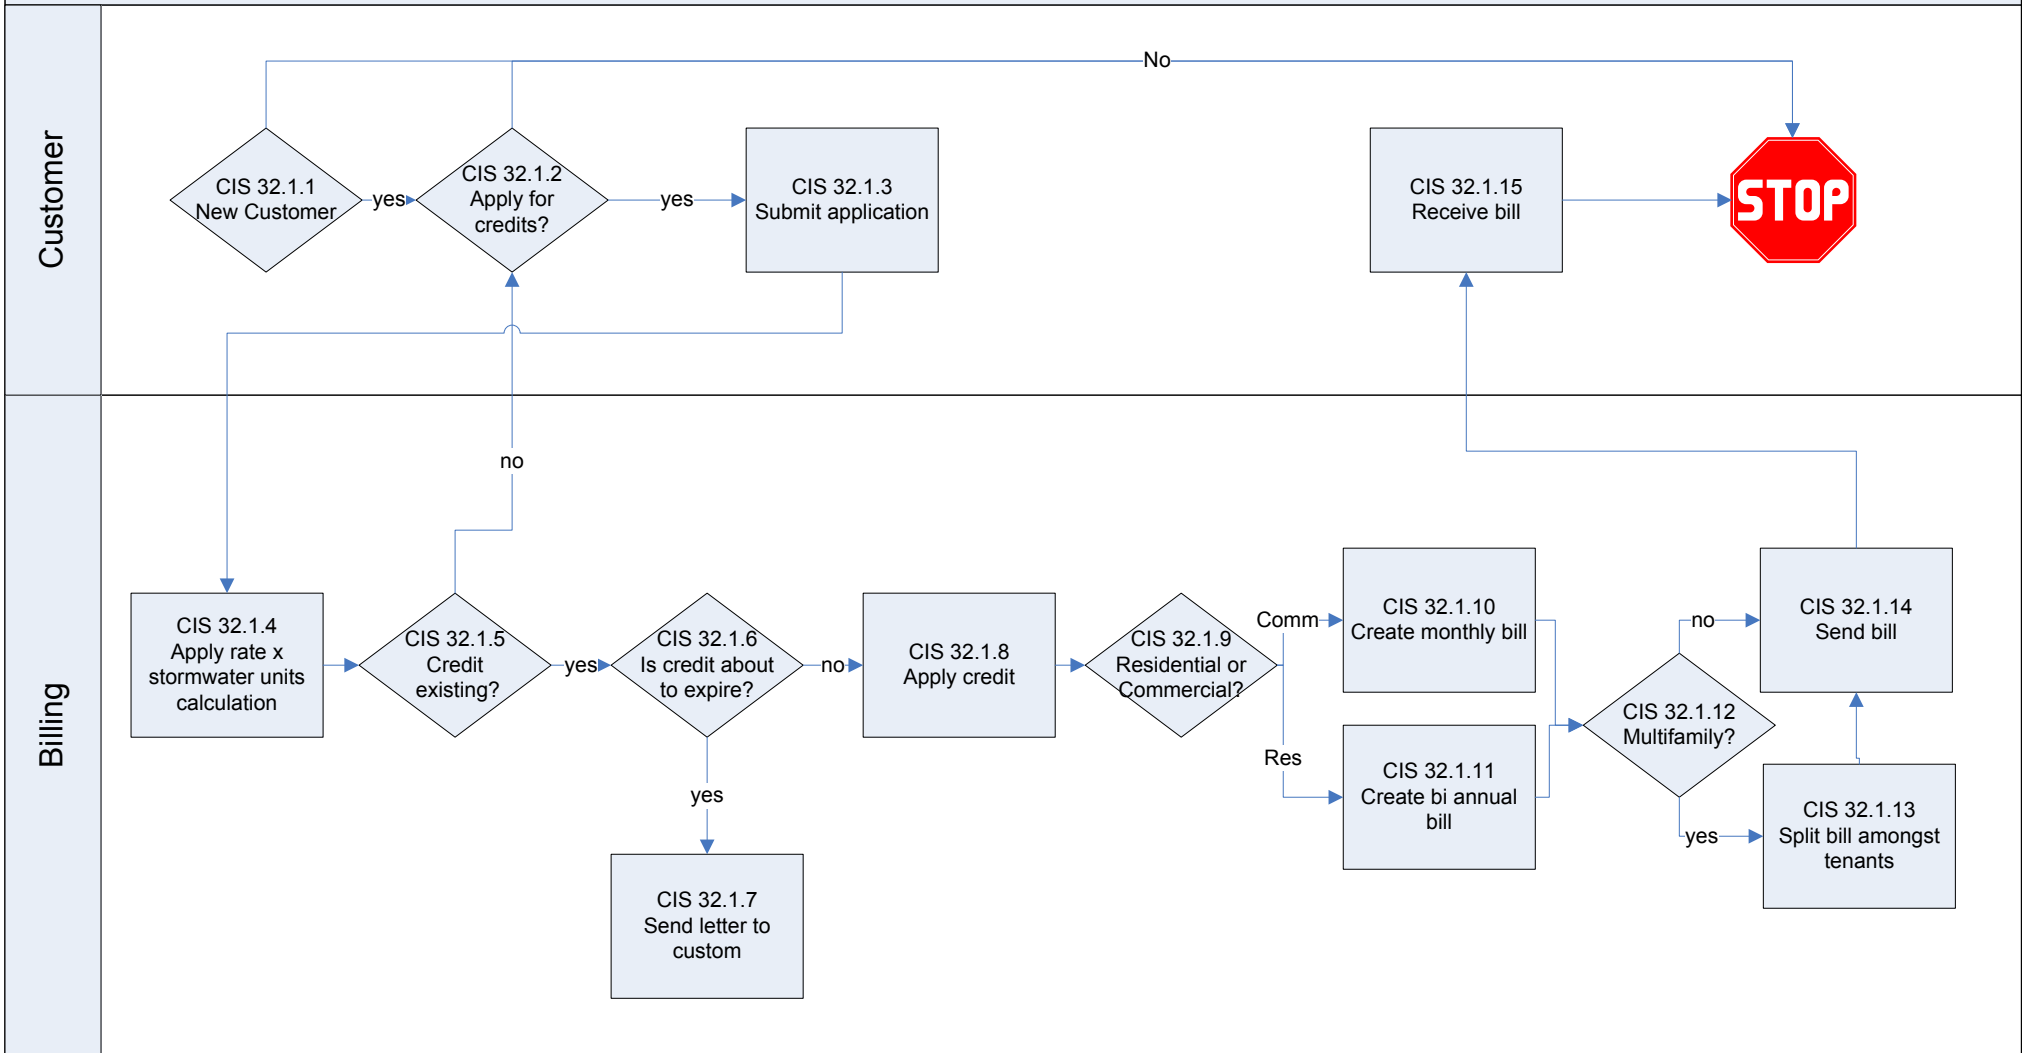 No
Customer
CIS 32.1.1
New Customer
yes
CIS 32.1.2
Apply for
credits?
yes
CIS 32.1.3
Submit application
CIS 32.1.15
Receive bill
STOP
no
Billing
CIS 32.1.4
Apply rate x
stormwater units
calculation
CIS 32.1.5
Credit
existing?
yes
CIS 32.1.6
Is credit about
to expire?
no
CIS 32.1.8
Apply credit
CIS 32.1.9
Residential or
Commercial?
Comm
CIS 32.1.10
Create monthly bill
Res
CIS 32.1.11
Create bi annual
bill
CIS 32.1.12
Multifamily?
no
CIS 32.1.14
Send bill
yes
CIS 32.1.13
Split bill amongst
tenants
yes
CIS 32.1.7
Send letter to
custom